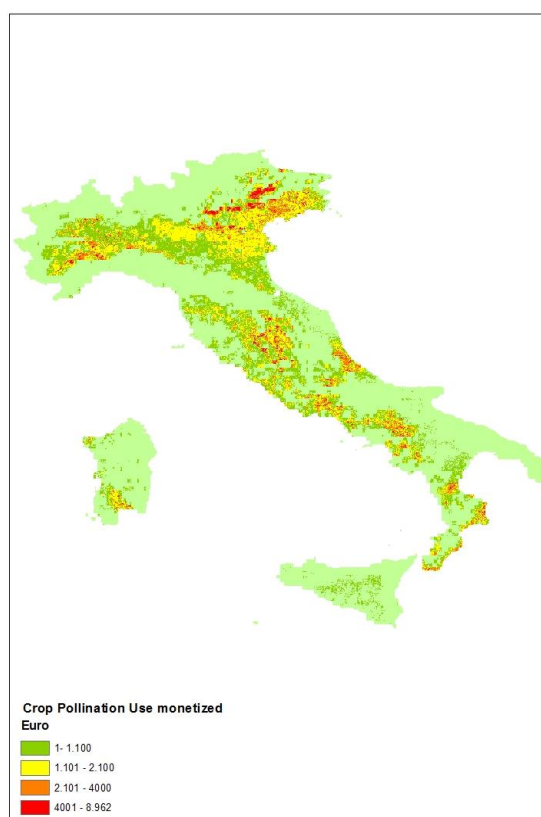 Crop Pollination Use monetized
Euro
1- 1.100
1.101 - 2.100
2.101 - 4000
4001 - 8.962